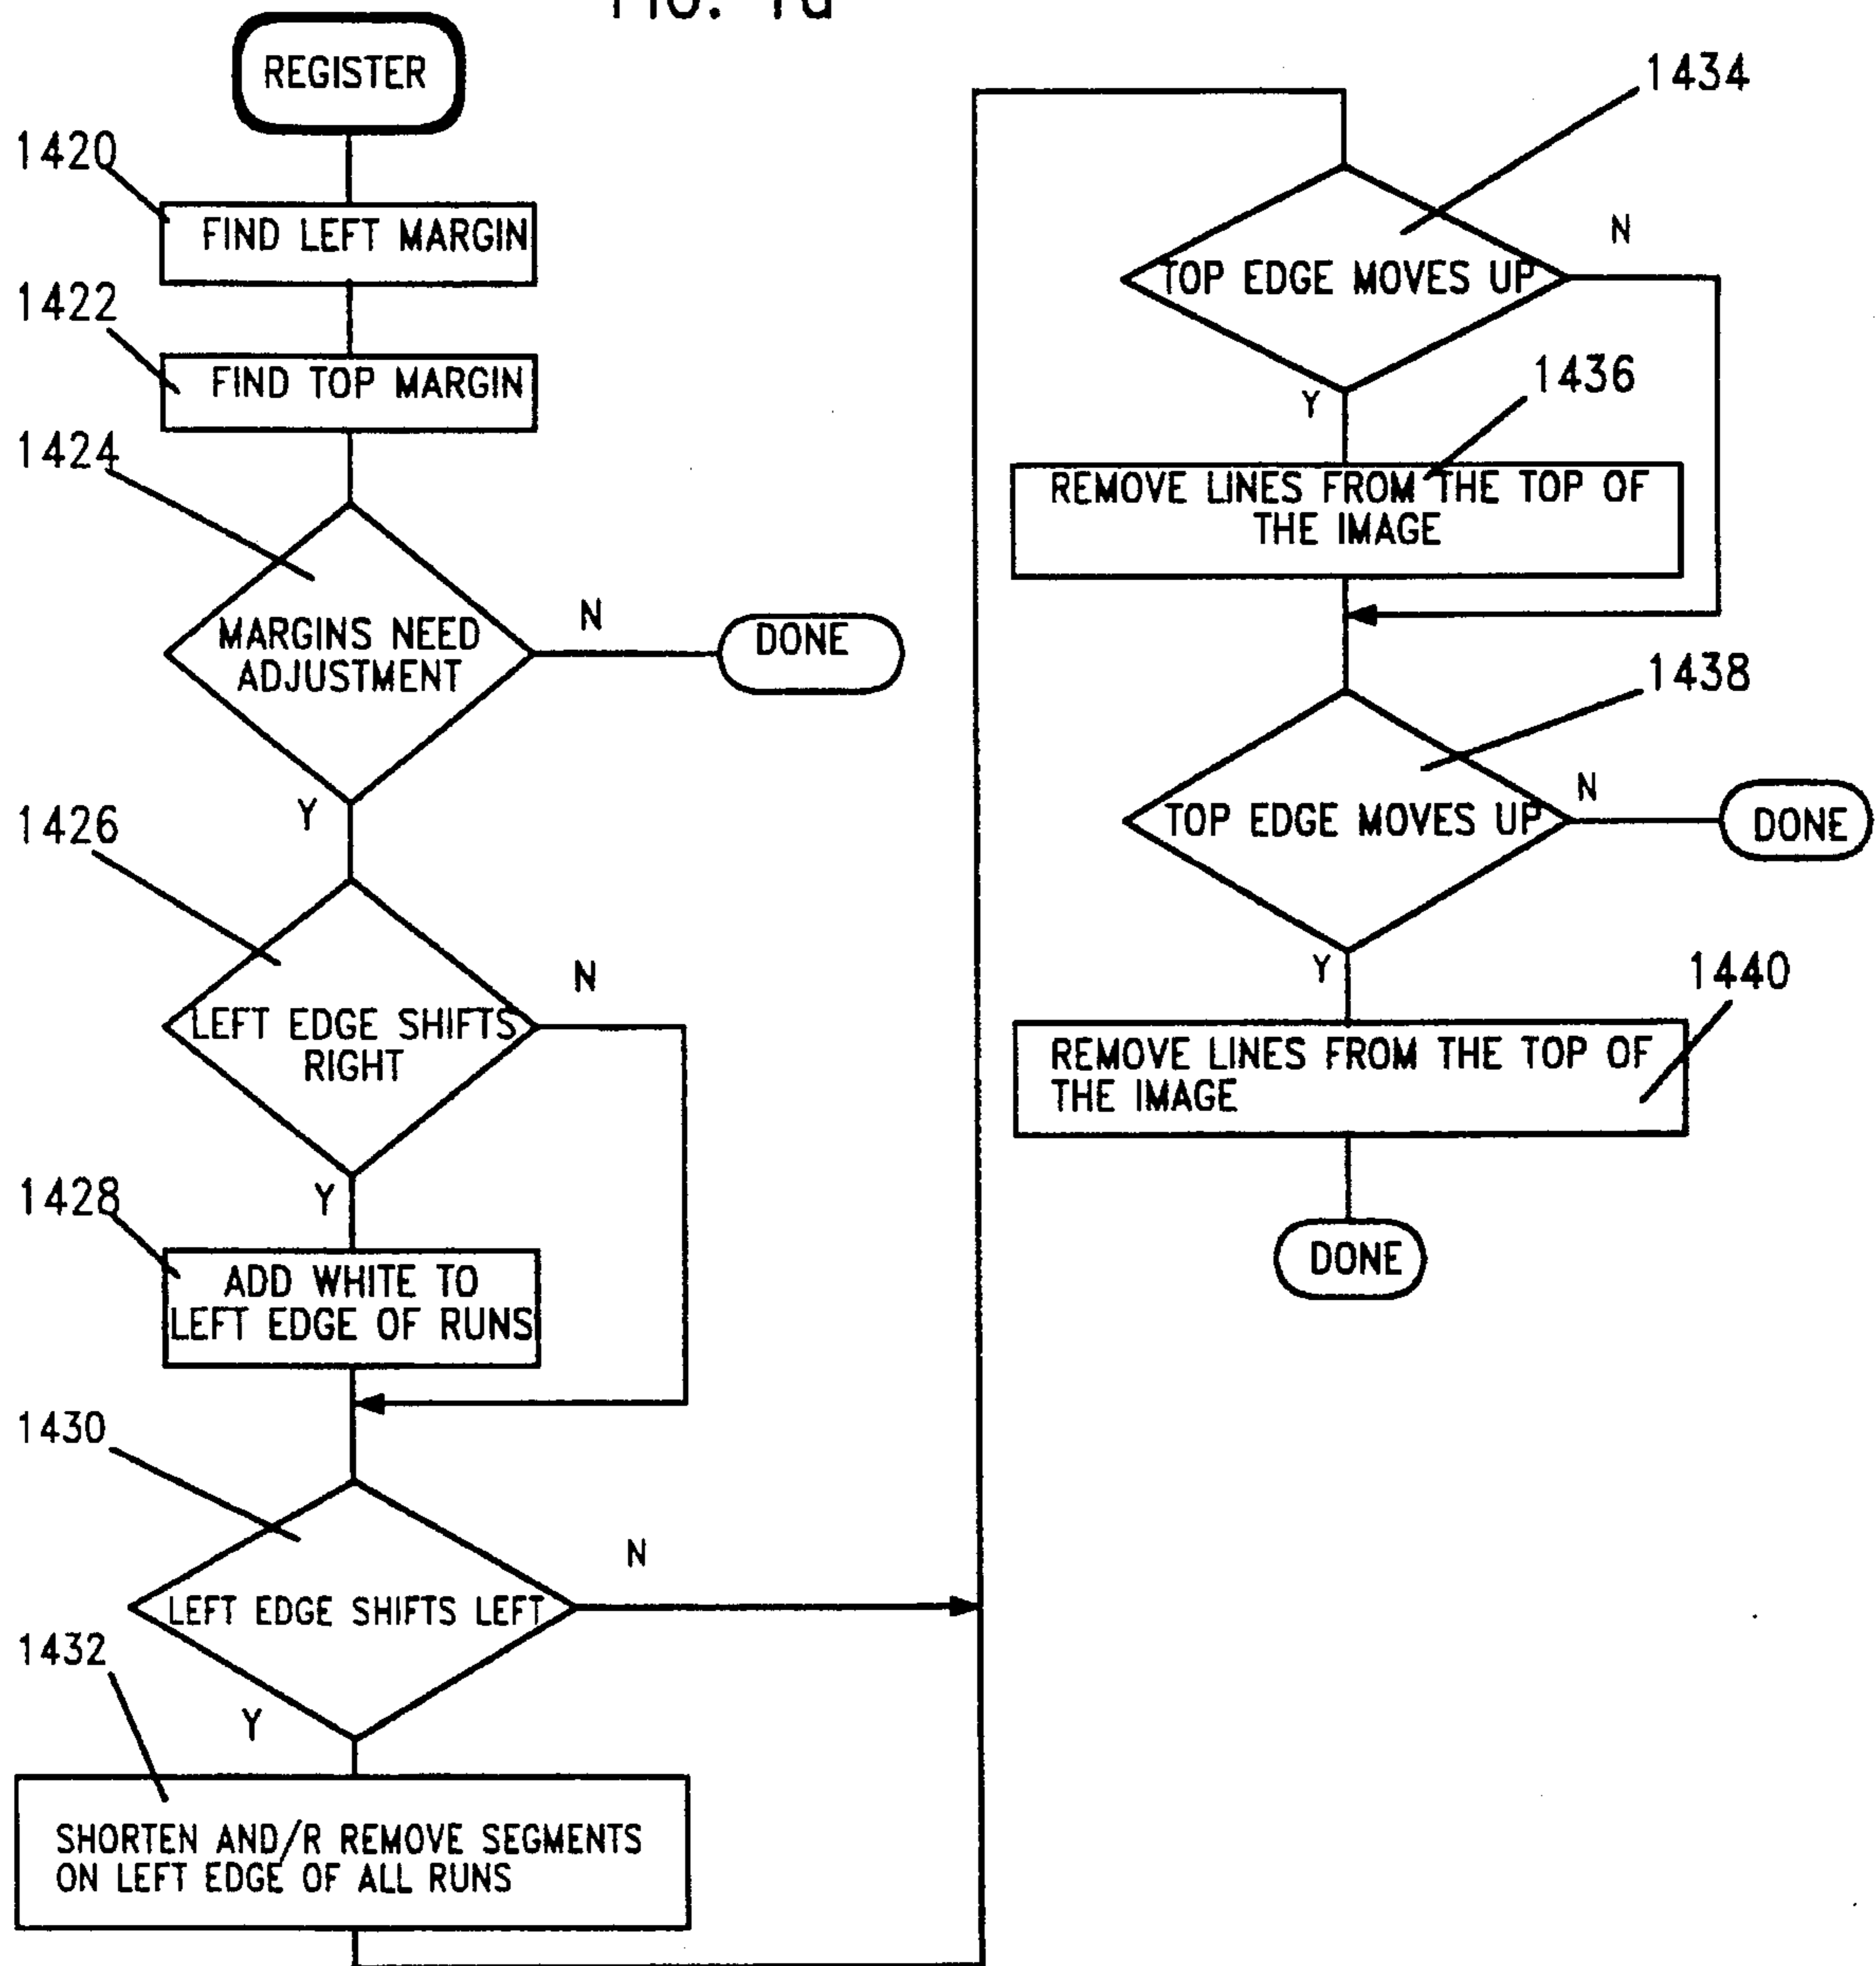 REGISTER
1420
FIND LEFT MARGIN
1422
FIND TOP MARGIN
1424
MARGINS NEED
ADJUSTMENT
N
DONE
Y
1426
LEFT EDGE SHIFTS
RIGHT
N
Y
1428
ADD WHITE TO
LEFT EDGE OF RUNS
1430
LEFT EDGE SHIFTS LEFT
N
Y
1432
SHORTEN AND/R REMOVE SEGMENTS
ON LEFT EDGE OF ALL RUNS
1434
TOP EDGE MOVES UP
N
Y
1436
REMOVE LINES FROM THE TOP OF
THE IMAGE
1438
TOP EDGE MOVES UP
N
DONE
Y
1440
REMOVE LINES FROM THE TOP OF
THE IMAGE
DONE